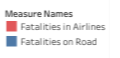 Measure Names
Fatalities in Airlines
Fatalities on Road